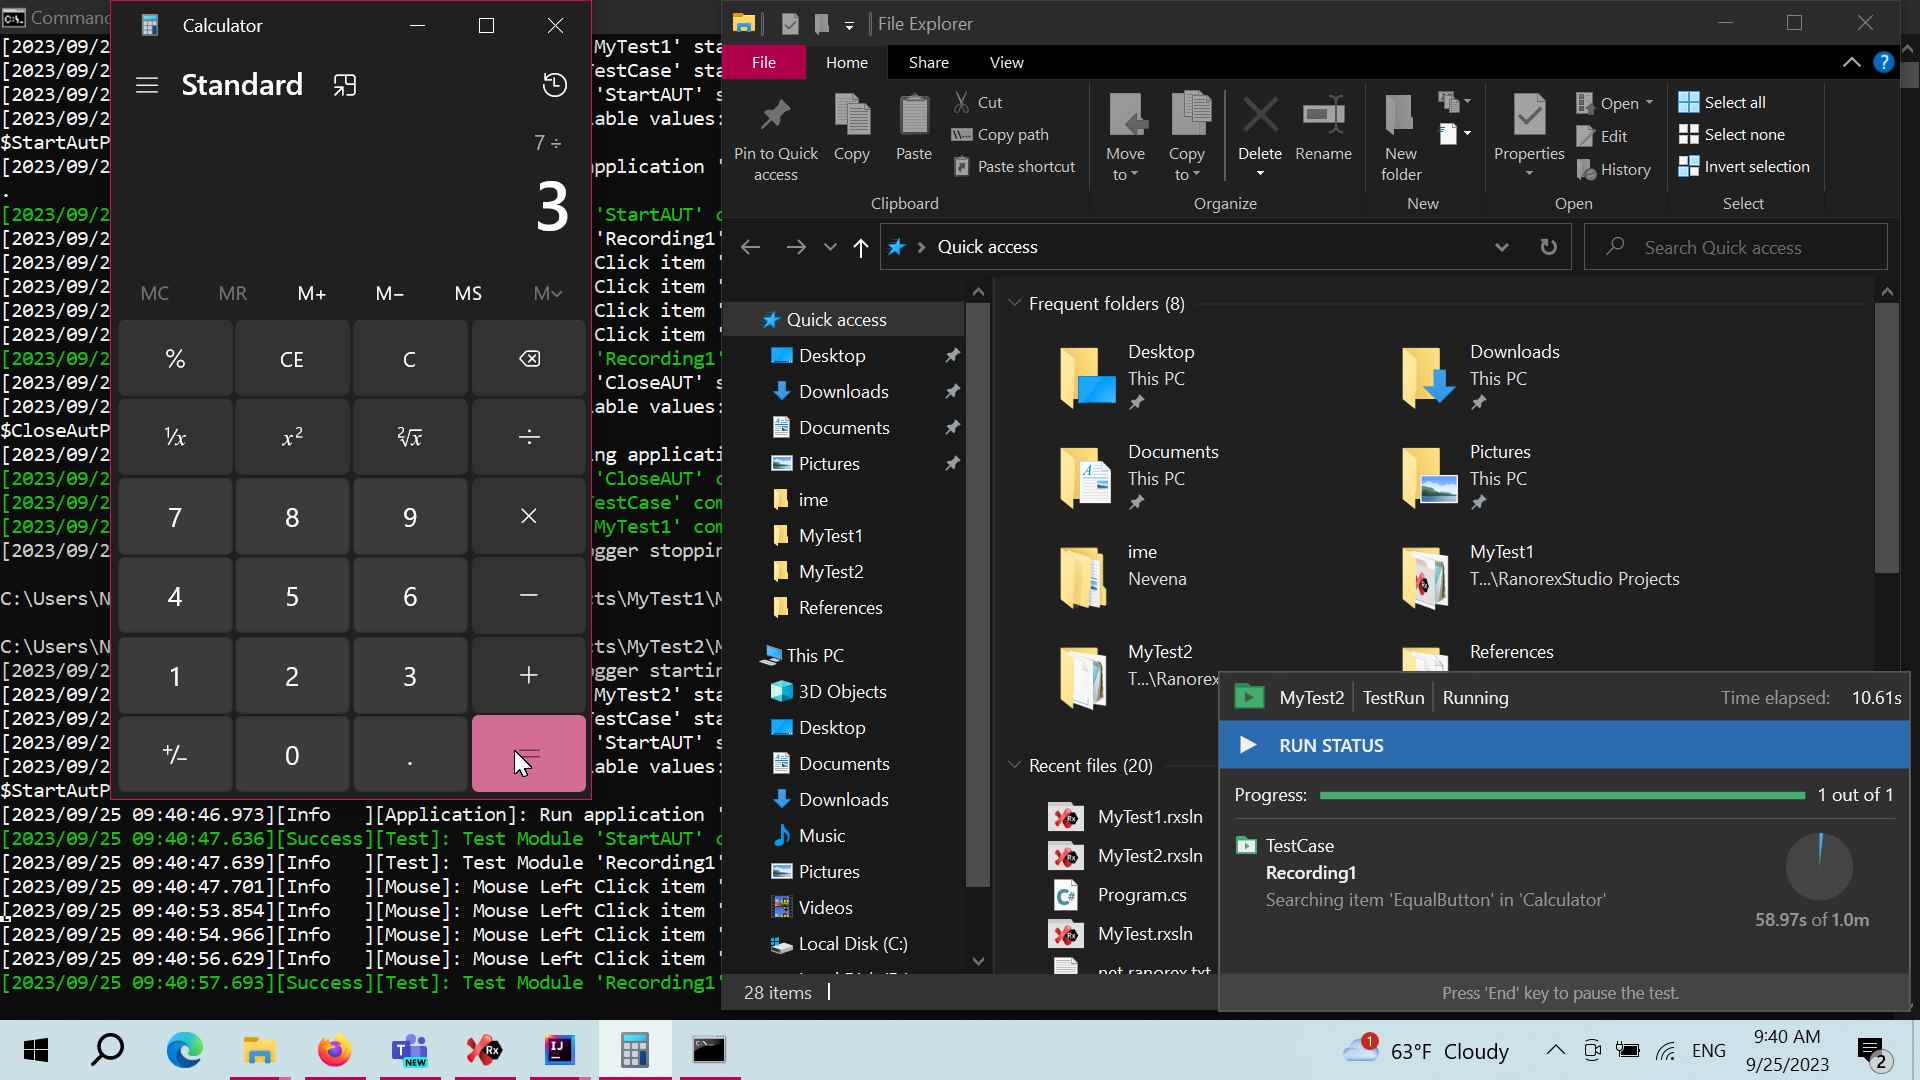 Command
[2023/09/2
[2023/09/2
[2023/09/2
[2023/09/2
$StartAutP
[2023/09/2
.
[2023/09/2
[2023/09/2
[2023/09/2
[2023/09/2
[2023/09/2
[2023/09/2
[2023/09/2
[2023/09/2
[2023/09/2
$CloseAutP
[2023/09/2
[2023/09/2
[2023/09/2
[2023/09/2
[2023/09/2
C:\Users\N
C:\Users\N
[2023/09/2
[2023/09/2
[2023/09/2
[2023/09/2
[2023/09/2
$StartAutP
MyTest1' sta
TestCase' sta
'StartAUT' s
able values:
application '
'StartAUT' c
'Recording1'
Click item '
Click item '
Click item '
Click item '
'Recording1'
'CloseAUT' s
able values:
ng applicati
'CloseAUT' c
TestCase' com
MyTest1' com
gger stoppin
cts\MyTest1\M
cts\MyTest2\M
gger startin
MyTest2' sta
TestCase' sta
'StartAUT' s
able values:
[2023/09/25 09:40:46.973][Info   ][Application]: Run application '
[2023/09/25 09:40:47.636][Success][Test]: Test Module 'StartAUT' c
[2023/09/25 09:40:47.639][Info   ][Test]: Test Module 'Recording1'
[2023/09/25 09:40:47.701][Info   ][Mouse]: Mouse Left Click item '
[2023/09/25 09:40:53.854][Info   ][Mouse]: Mouse Left Click item '
[2023/09/25 09:40:54.966][Info   ][Mouse]: Mouse Left Click item '
[2023/09/25 09:40:56.629][Info   ][Mouse]: Mouse Left Click item '
[2023/09/25 09:40:57.693][Success][Test]: Test Module 'Recording1'
Calculator
Standard
7 ÷
3
MC MR M+ M− MS M
% CE C
1/x x² ²√x ÷
7 8 9 ×
4 5 6 −
1 2 3 +
+/− 0 . =
File Explorer
File Home Share View
Pin to Quick access
Copy
Paste
Cut
Copy path
Paste shortcut
Clipboard
Move to
Copy to
Delete
Rename
Organize
New folder
New
Properties
Open
Edit
History
Open
Select all
Select none
Invert selection
Select
Quick access
Search Quick access
Quick access
Desktop
Downloads
Documents
Pictures
ime
MyTest1
MyTest2
References
This PC
3D Objects
Desktop
Documents
Downloads
Music
Pictures
Videos
Local Disk (C:)
Frequent folders (8)
Desktop
This PC
Downloads
This PC
Documents
This PC
Pictures
This PC
ime
Nevena
MyTest1
T...\RanorexStudio Projects
MyTest2
T...\Ranorex
References
Recent files (20)
MyTest1.rxsln
MyTest2.rxsln
Program.cs
MyTest.rxsln
net.ranorex.txt
28 items
MyTest2 TestRun Running Time elapsed: 10.61s
RUN STATUS
Progress: 1 out of 1
TestCase
Recording1
Searching item 'EqualButton' in 'Calculator'
58.97s of 1.0m
Press 'End' key to pause the test.
NEW
Rx
IJ
1
63°F Cloudy
ENG
9:40 AM
9/25/2023
2